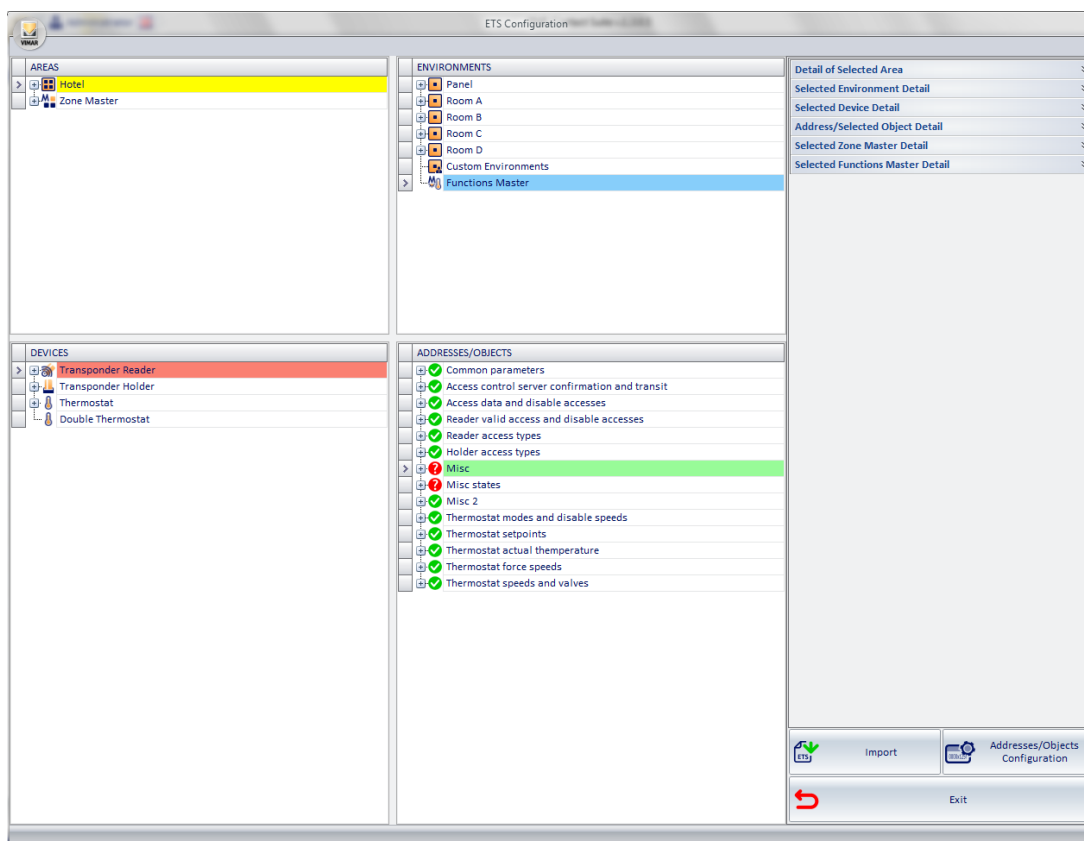 ETS Configuration
VIMAR
AREAS
Hotel
Zone Master
ENVIRONMENTS
Panel
Room A
Room B
Room C
Room D
Custom Environments
Functions Master
Detail of Selected Area
Selected Environment Detail
Selected Device Detail
Address/Selected Object Detail
Selected Zone Master Detail
Selected Functions Master Detail
DEVICES
Transponder Reader
Transponder Holder
Thermostat
Double Thermostat
ADDRESSES/OBJECTS
Common parameters
Access control server confirmation and transit
Access data and disable accesses
Reader valid access and disable accesses
Reader access types
Holder access types
Misc
Misc states
Misc 2
Thermostat modes and disable speeds
Thermostat setpoints
Thermostat actual themperature
Thermostat force speeds
Thermostat speeds and valves
ETS
Import
Addresses/Objects
Configuration
Exit